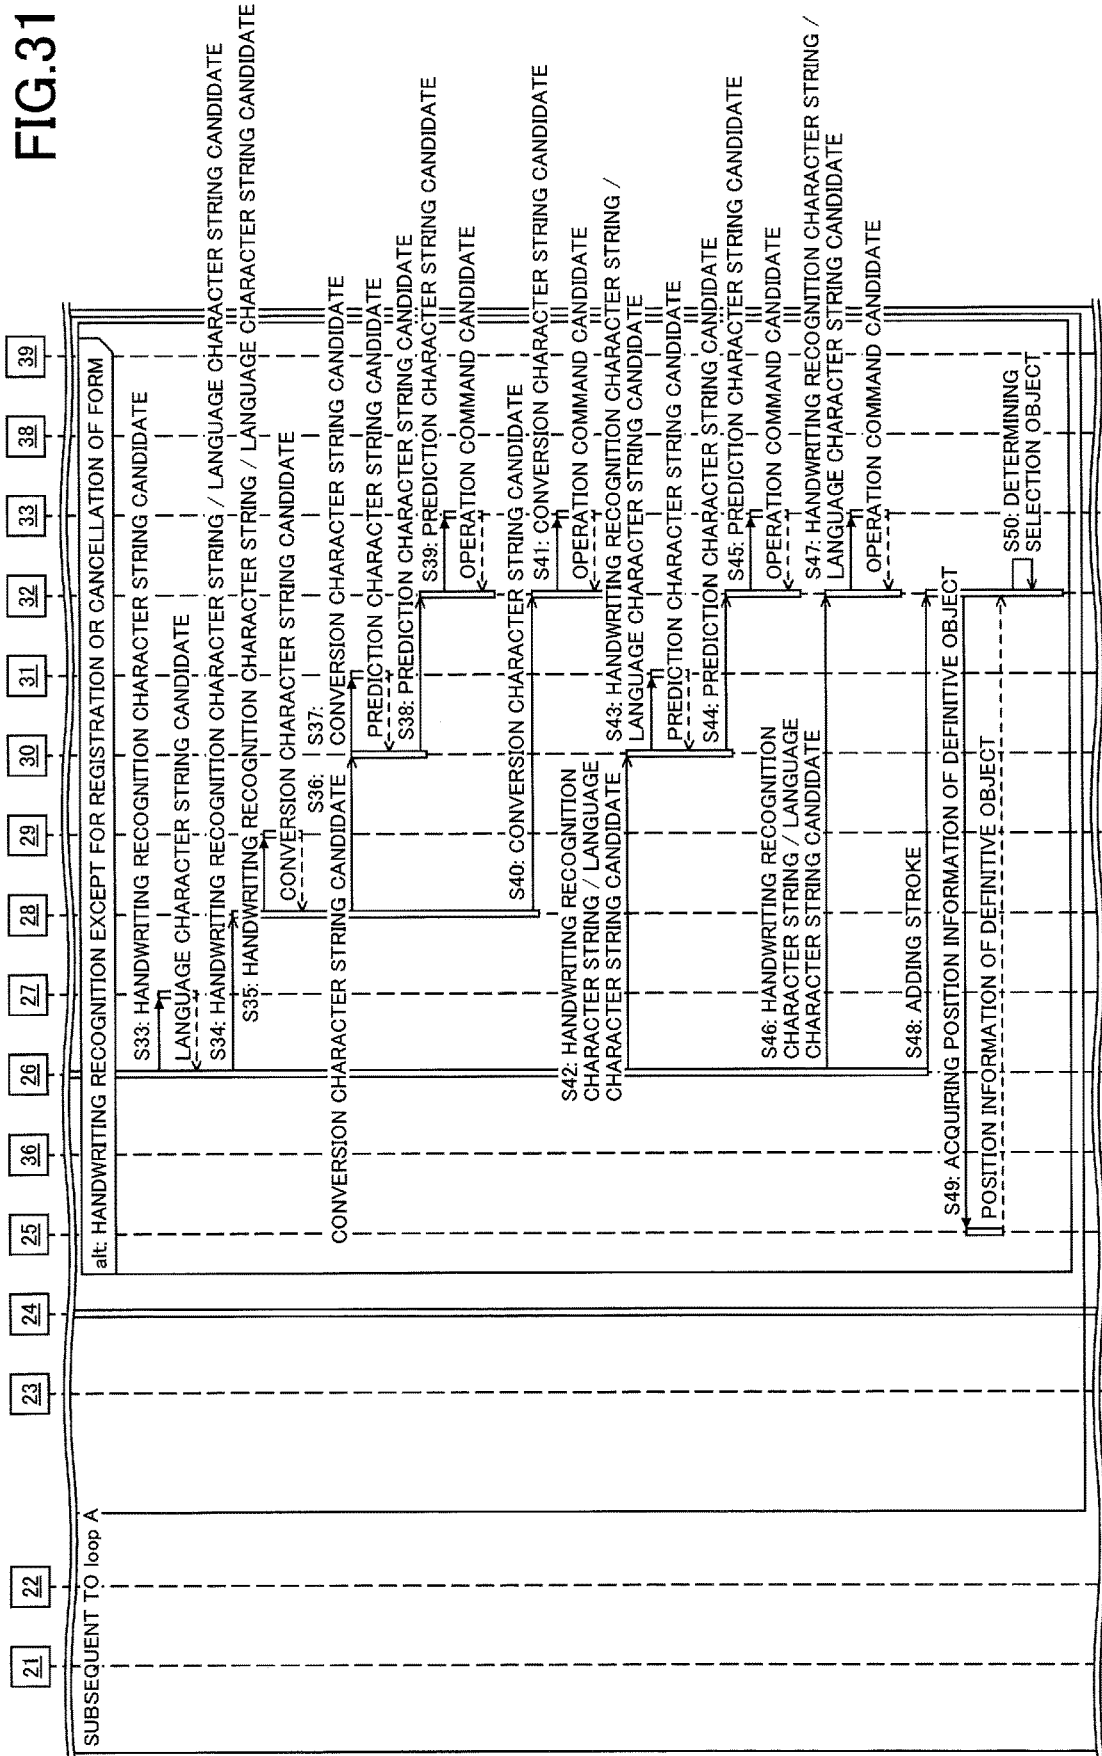 FIG.31
21
22
23
24
25
36
26
27
28
29
30
31
32
33
38
39
SUBSEQUENT TO loop A
alt: HANDWRITING RECOGNITION EXCEPT FOR REGISTRATION OR CANCELLATION OF FORM
S33: HANDWRITING RECOGNITION CHARACTER STRING CANDIDATE
LANGUAGE CHARACTER STRING CANDIDATE
S34: HANDWRITING RECOGNITION CHARACTER STRING / LANGUAGE CHARACTER STRING CANDIDATE
S35: HANDWRITING RECOGNITION CHARACTER STRING / LANGUAGE CHARACTER STRING CANDIDATE
CONVERSION CHARACTER STRING CANDIDATE
S36:
CONVERSION CHARACTER STRING CANDIDATE
S37:
CONVERSION CHARACTER STRING CANDIDATE
PREDICTION CHARACTER STRING CANDIDATE
S38: PREDICTION CHARACTER STRING CANDIDATE
S39: PREDICTION CHARACTER STRING CANDIDATE
OPERATION COMMAND CANDIDATE
S40: CONVERSION CHARACTER STRING CANDIDATE
S41: CONVERSION CHARACTER STRING CANDIDATE
OPERATION COMMAND CANDIDATE
S42: HANDWRITING RECOGNITION
CHARACTER STRING / LANGUAGE
CHARACTER STRING CANDIDATE
S43: HANDWRITING RECOGNITION CHARACTER STRING /
LANGUAGE CHARACTER STRING CANDIDATE
PREDICTION CHARACTER STRING CANDIDATE
S44: PREDICTION CHARACTER STRING CANDIDATE
S45: PREDICTION CHARACTER STRING CANDIDATE
OPERATION COMMAND CANDIDATE
S46: HANDWRITING RECOGNITION
CHARACTER STRING / LANGUAGE
CHARACTER STRING CANDIDATE
S47: HANDWRITING RECOGNITION CHARACTER STRING /
LANGUAGE CHARACTER STRING CANDIDATE
OPERATION COMMAND CANDIDATE
S48: ADDING STROKE
S49: ACQUIRING POSITION INFORMATION OF DEFINITIVE OBJECT
POSITION INFORMATION OF DEFINITIVE OBJECT
S50: DETERMINING
SELECTION OBJECT